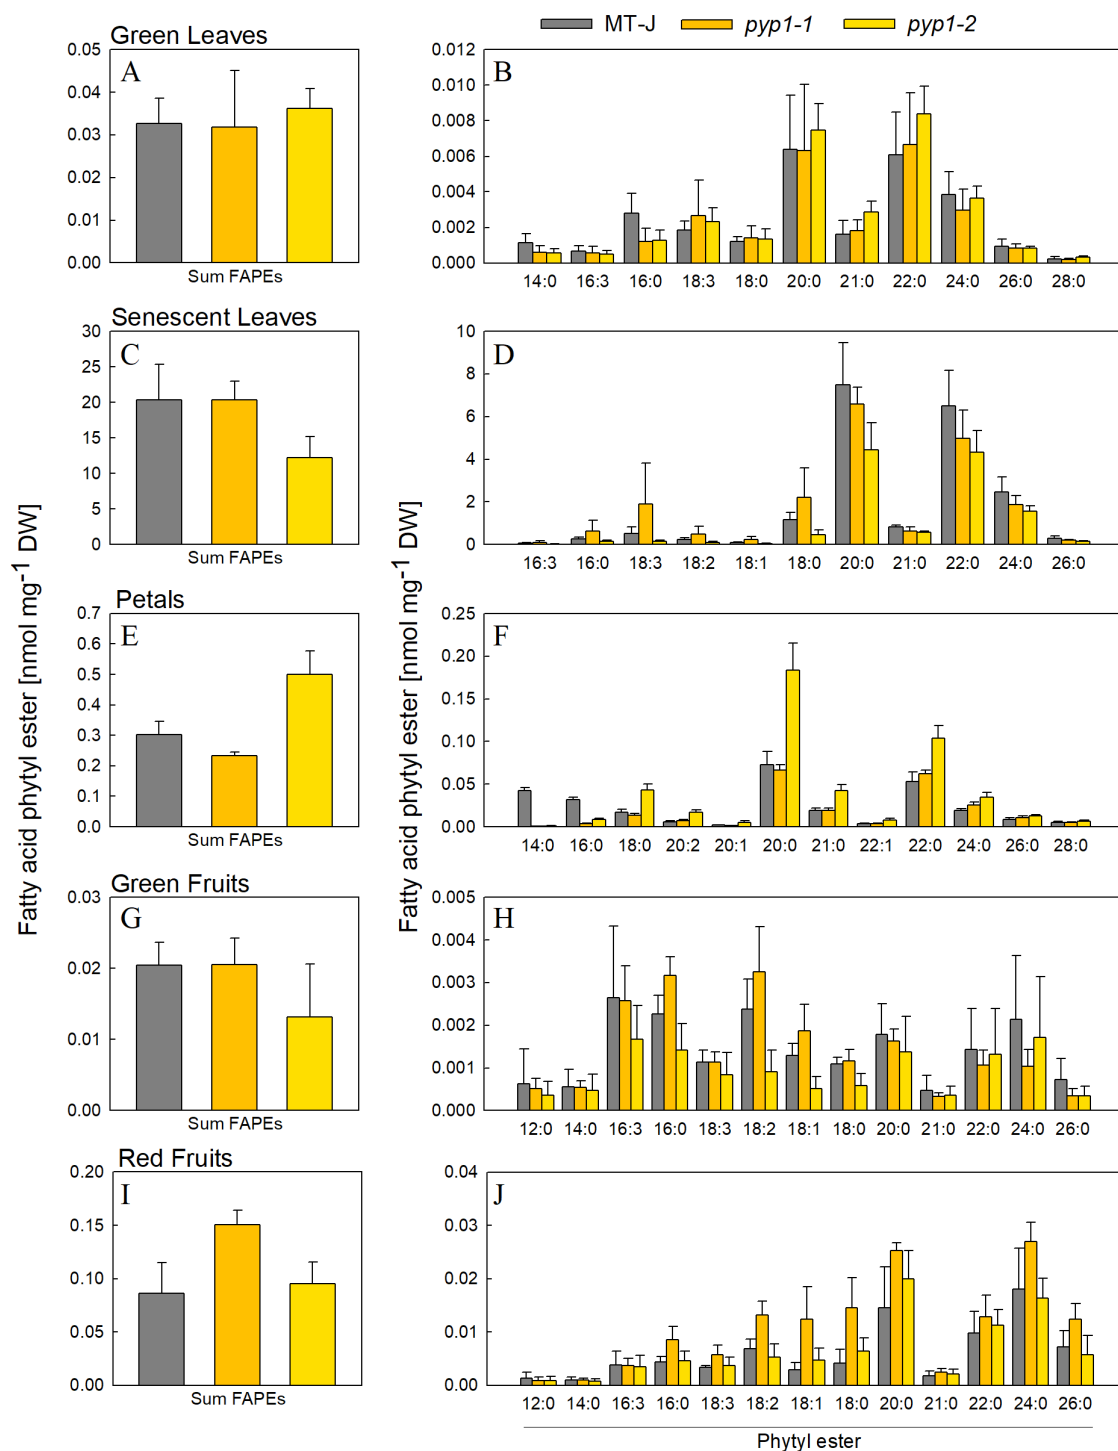 MT-J pyp1-1 pyp1-2
Green Leaves
A
0.05
0.04
0.03
0.02
0.01
0.00
Sum FAPEs
B
0.012
0.010
0.008
0.006
0.004
0.002
0.000
14:0 16:3 16:0 18:3 18:0 20:0 21:0 22:0 24:0 26:0 28:0
Senescent Leaves
C
30
25
20
15
10
5
0
Sum FAPEs
D
10
8
6
4
2
0
16:3 16:0 18:3 18:2 18:1 18:0 20:0 21:0 22:0 24:0 26:0
Fatty acid phytyl ester [nmol mg⁻¹ DW]
Fatty acid phytyl ester [nmol mg⁻¹ DW]
Petals
E
0.7
0.6
0.5
0.4
0.3
0.2
0.1
0.0
Sum FAPEs
F
0.25
0.20
0.15
0.10
0.05
0.00
14:0 16:0 18:0 20:2 20:1 20:0 21:0 22:1 22:0 24:0 26:0 28:0
Green Fruits
G
0.03
0.02
0.01
0.00
Sum FAPEs
H
0.005
0.004
0.003
0.002
0.001
0.000
12:0 14:0 16:3 16:0 18:3 18:2 18:1 18:0 20:0 21:0 22:0 24:0 26:0
Red Fruits
I
0.20
0.15
0.10
0.05
0.00
Sum FAPEs
J
0.04
0.03
0.02
0.01
0.00
12:0 14:0 16:3 16:0 18:3 18:2 18:1 18:0 20:0 21:0 22:0 24:0 26:0
Phytyl ester